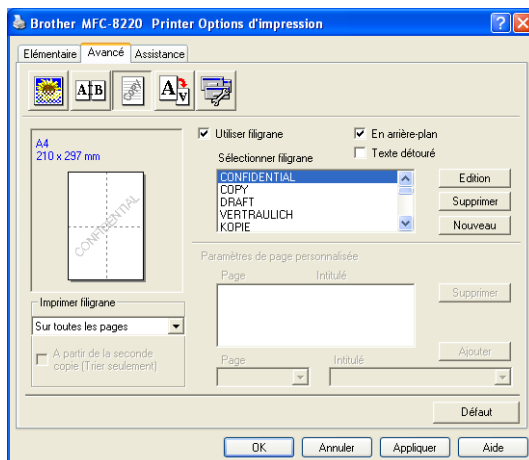 Brother MFC-8220 Printer Options d'impression
Elémentaire Avancé Assistance
A B
COPY
A A
A4
210 x 297 mm
CONFIDENTIAL
Utiliser filigrane
En arrière-plan
Texte détouré
Sélectionner filigrane
CONFIDENTIAL
COPY
DRAFT
VERTRAULICH
KOPIE
Edition
Supprimer
Nouveau
Imprimer filigrane
Sur toutes les pages
A partir de la seconde
copie (Trier seulement)
Paramètres de page personnalisée
Page Intitulé
Supprimer
Ajouter
Page Intitulé
Défaut
OK Annuler Appliquer Aide